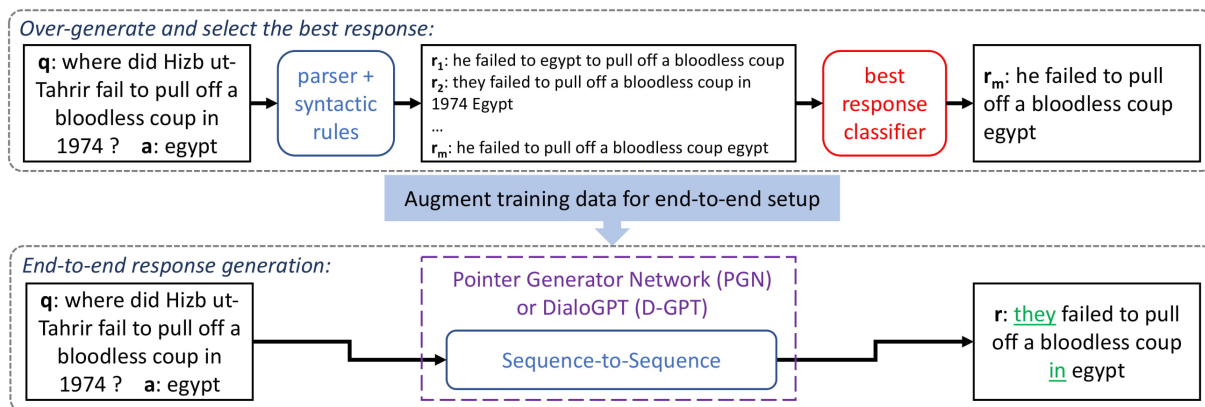 Over-generate and select the best response:
q: where did Hizb ut-
Tahrir fail to pull off a
bloodless coup in
1974 ? a: egypt
parser +
syntactic
rules
r1: he failed to egypt to pull off a bloodless coup
r2: they failed to pull off a bloodless coup in
1974 Egypt
...
rm: he failed to pull off a bloodless coup egypt
best
response
classifier
rm: he failed to pull
off a bloodless coup
egypt
Augment training data for end-to-end setup
End-to-end response generation:
q: where did Hizb ut-
Tahrir fail to pull off a
bloodless coup in
1974 ? a: egypt
Pointer Generator Network (PGN)
or DialoGPT (D-GPT)
Sequence-to-Sequence
r: they failed to pull
off a bloodless coup
in egypt